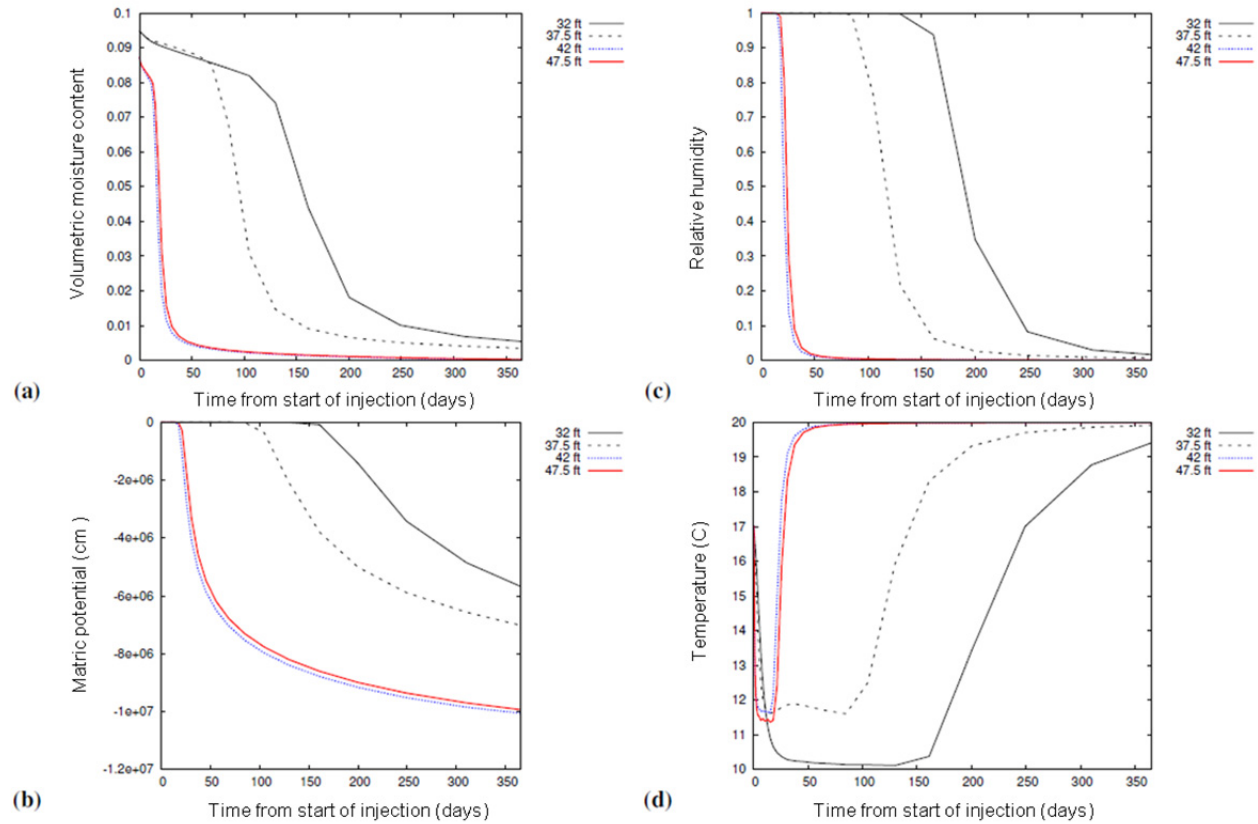 0.1
0.09
0.08
0.07
0.06
0.05
0.04
0.03
0.02
0.01
0
Volumetric moisture content
0 50 100 150 200 250 300 350
Time from start of injection (days)
32 ft
37.5 ft
42 ft
47.5 ft
(a)
1
0.9
0.8
0.7
0.6
0.5
0.4
0.3
0.2
0.1
0
Relative humidity
0 50 100 150 200 250 300 350
Time from start of injection (days)
32 ft
37.5 ft
42 ft
47.5 ft
(c)
0
-2e+06
-4e+06
-6e+06
-8e+06
-1e+07
-1.2e+07
Matric potential (cm )
0 50 100 150 200 250 300 350
Time from start of injection (days)
32 ft
37.5 ft
42 ft
47.5 ft
(b)
20
19
18
17
16
15
14
13
12
11
10
Temperature (C)
0 50 100 150 200 250 300 350
Time from start of injection (days)
32 ft
37.5 ft
42 ft
47.5 ft
(d)